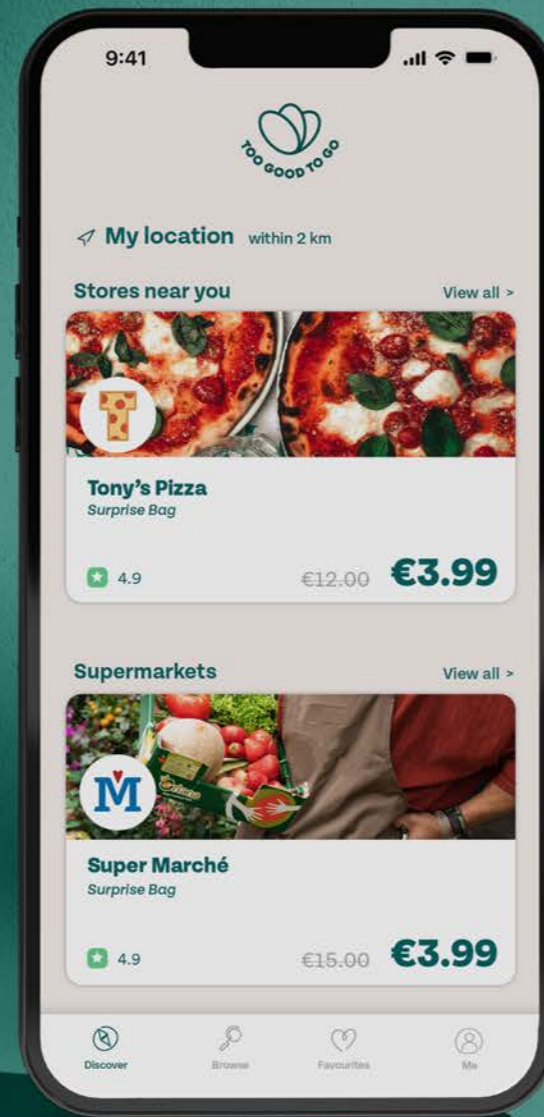 9:41
TOO GOOD TO GO
My location within 2 km
Stores near you View all >
Tony's Pizza
Surprise Bag
4.9 €12.00 €3.99
Supermarkets View all >
M
Super Marché
Surprise Bag
4.9 €15.00 €3.99
Discover Browse Favourites Me